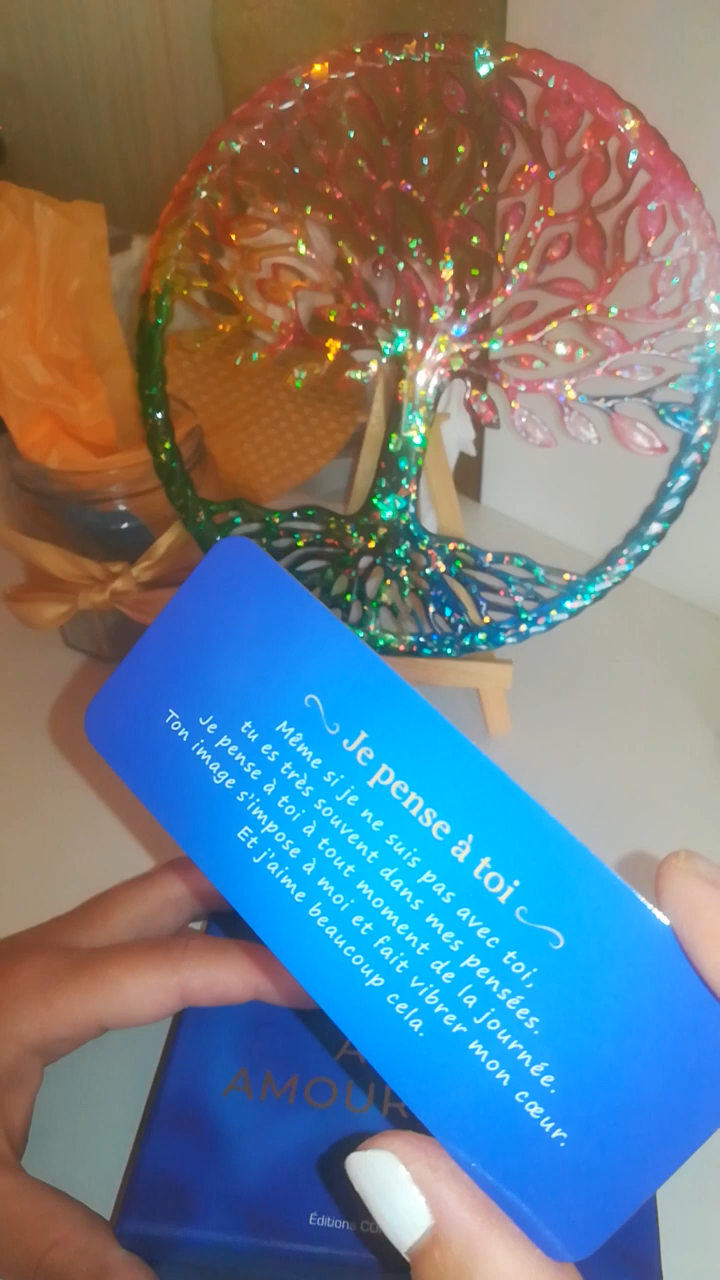 Je pense à toi
Même si je ne suis pas avec toi,
tu es très souvent dans mes pensées.
Je pense à toi à tout moment de la journée.
Ton image s'impose à moi et fait vibrer mon cœur.
Et j'aime beaucoup cela.
AMOUR
Éditions